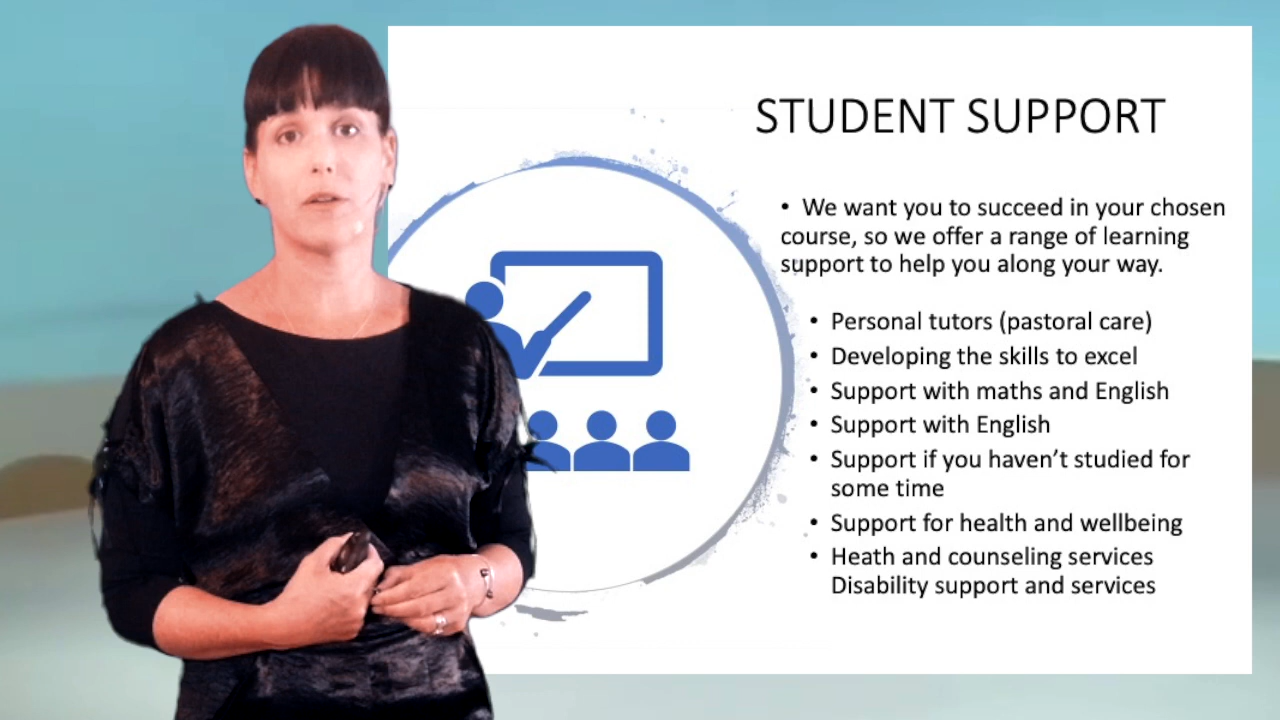 STUDENT SUPPORT
• We want you to succeed in your chosen
course, so we offer a range of learning
support to help you along your way.
• Personal tutors (pastoral care)
• Developing the skills to excel
• Support with maths and English
• Support with English
• Support if you haven’t studied for
some time
• Support for health and wellbeing
• Heath and counseling services
Disability support and services